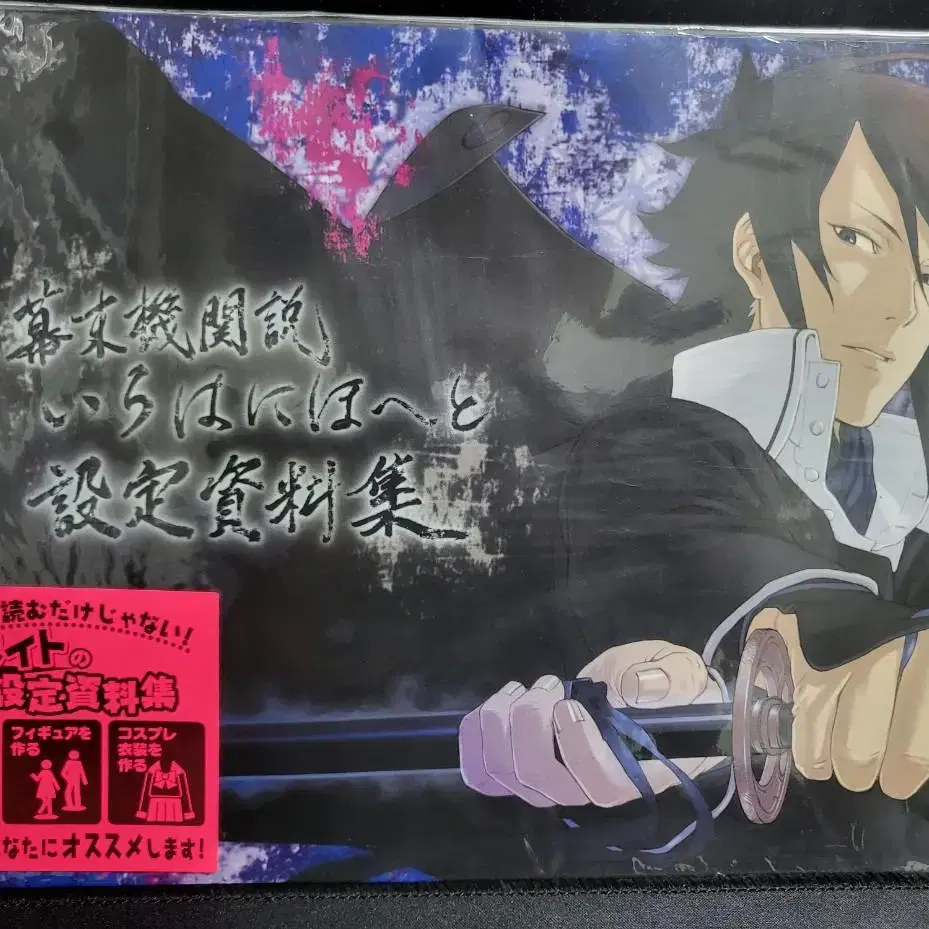 幕末機関説
いろはにほへと
設定資料集
読むだけじゃない!
イトの
設定資料集
フィギュアを
作る
コスプレ
衣装を
作る
なたにオススメします!